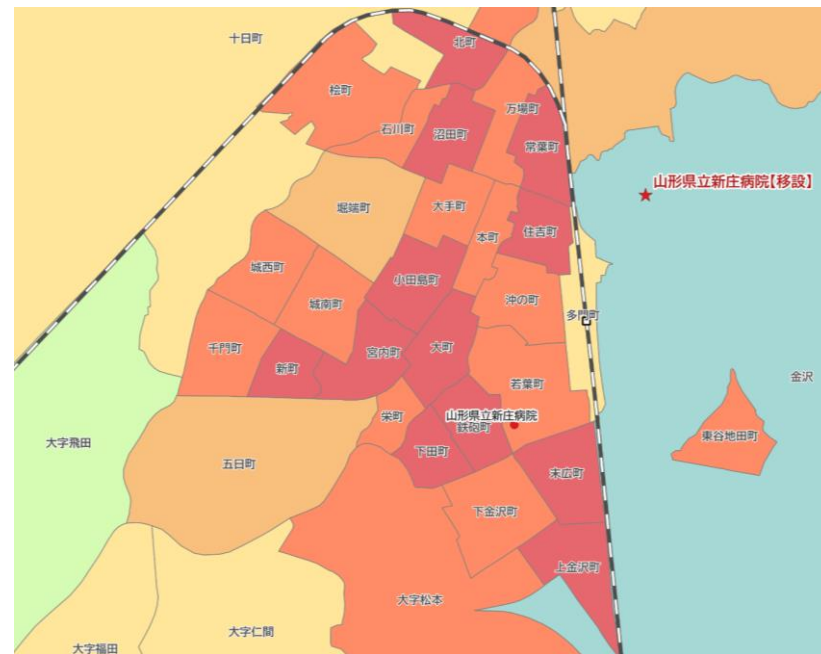 十日町
北町
桧町
万場町
石川町
沼田町
常葉町
山形県立新庄病院【移設】
堀端町
大手町
本町
住吉町
城西町
小田島町
城南町
沖の町
多門町
千門町
新町
宮内町
大町
金沢
若葉町
栄町
山形県立新庄病院
鉄砲町
東谷地田町
大字飛田
五日町
下田町
末広町
下金沢町
上金沢町
大字松本
大字仁間
大字福田